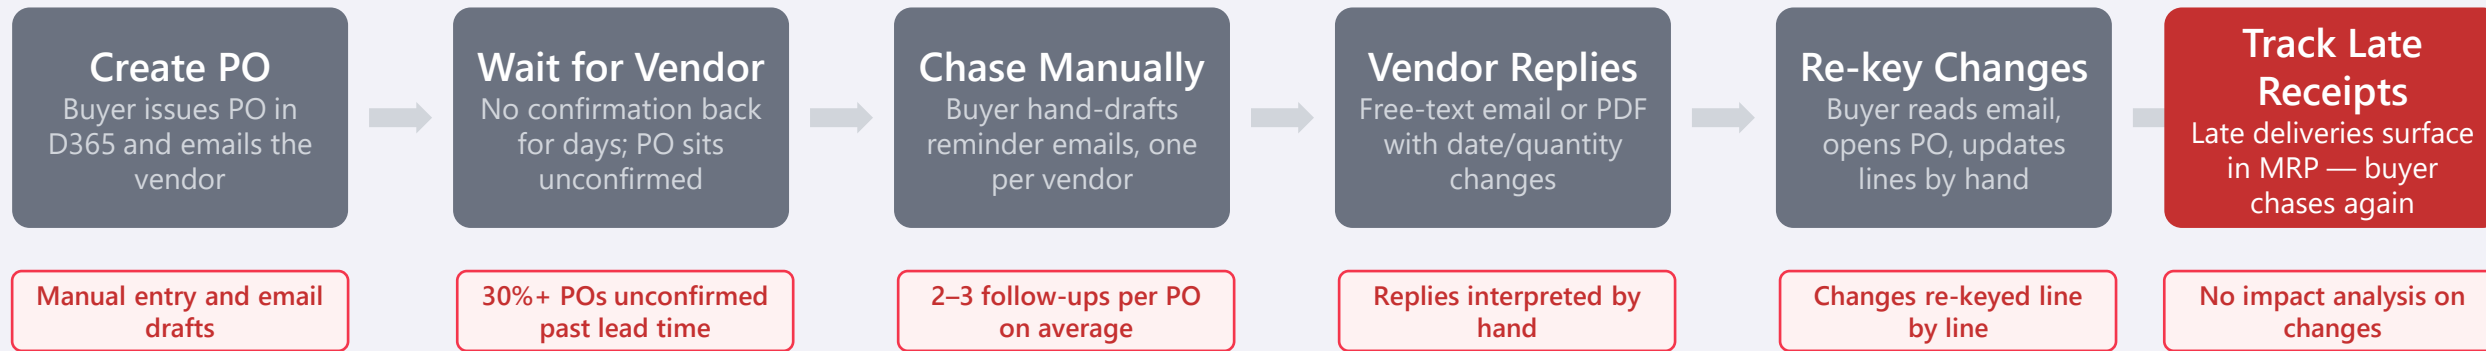 Create PO
Buyer issues PO in
D365 and emails the
vendor
Wait for Vendor
No confirmation back
for days; PO sits
unconfirmed
Chase Manually
Buyer hand-drafts
reminder emails, one
per vendor
Vendor Replies
Free-text email or PDF
with date/quantity
changes
Re-key Changes
Buyer reads email,
opens PO, updates
lines by hand
Track Late
Receipts
Late deliveries surface
in MRP — buyer
chases again
Manual entry and email
drafts
30%+ POs unconfirmed
past lead time
2–3 follow-ups per PO
on average
Replies interpreted by
hand
Changes re-keyed line
by line
No impact analysis on
changes